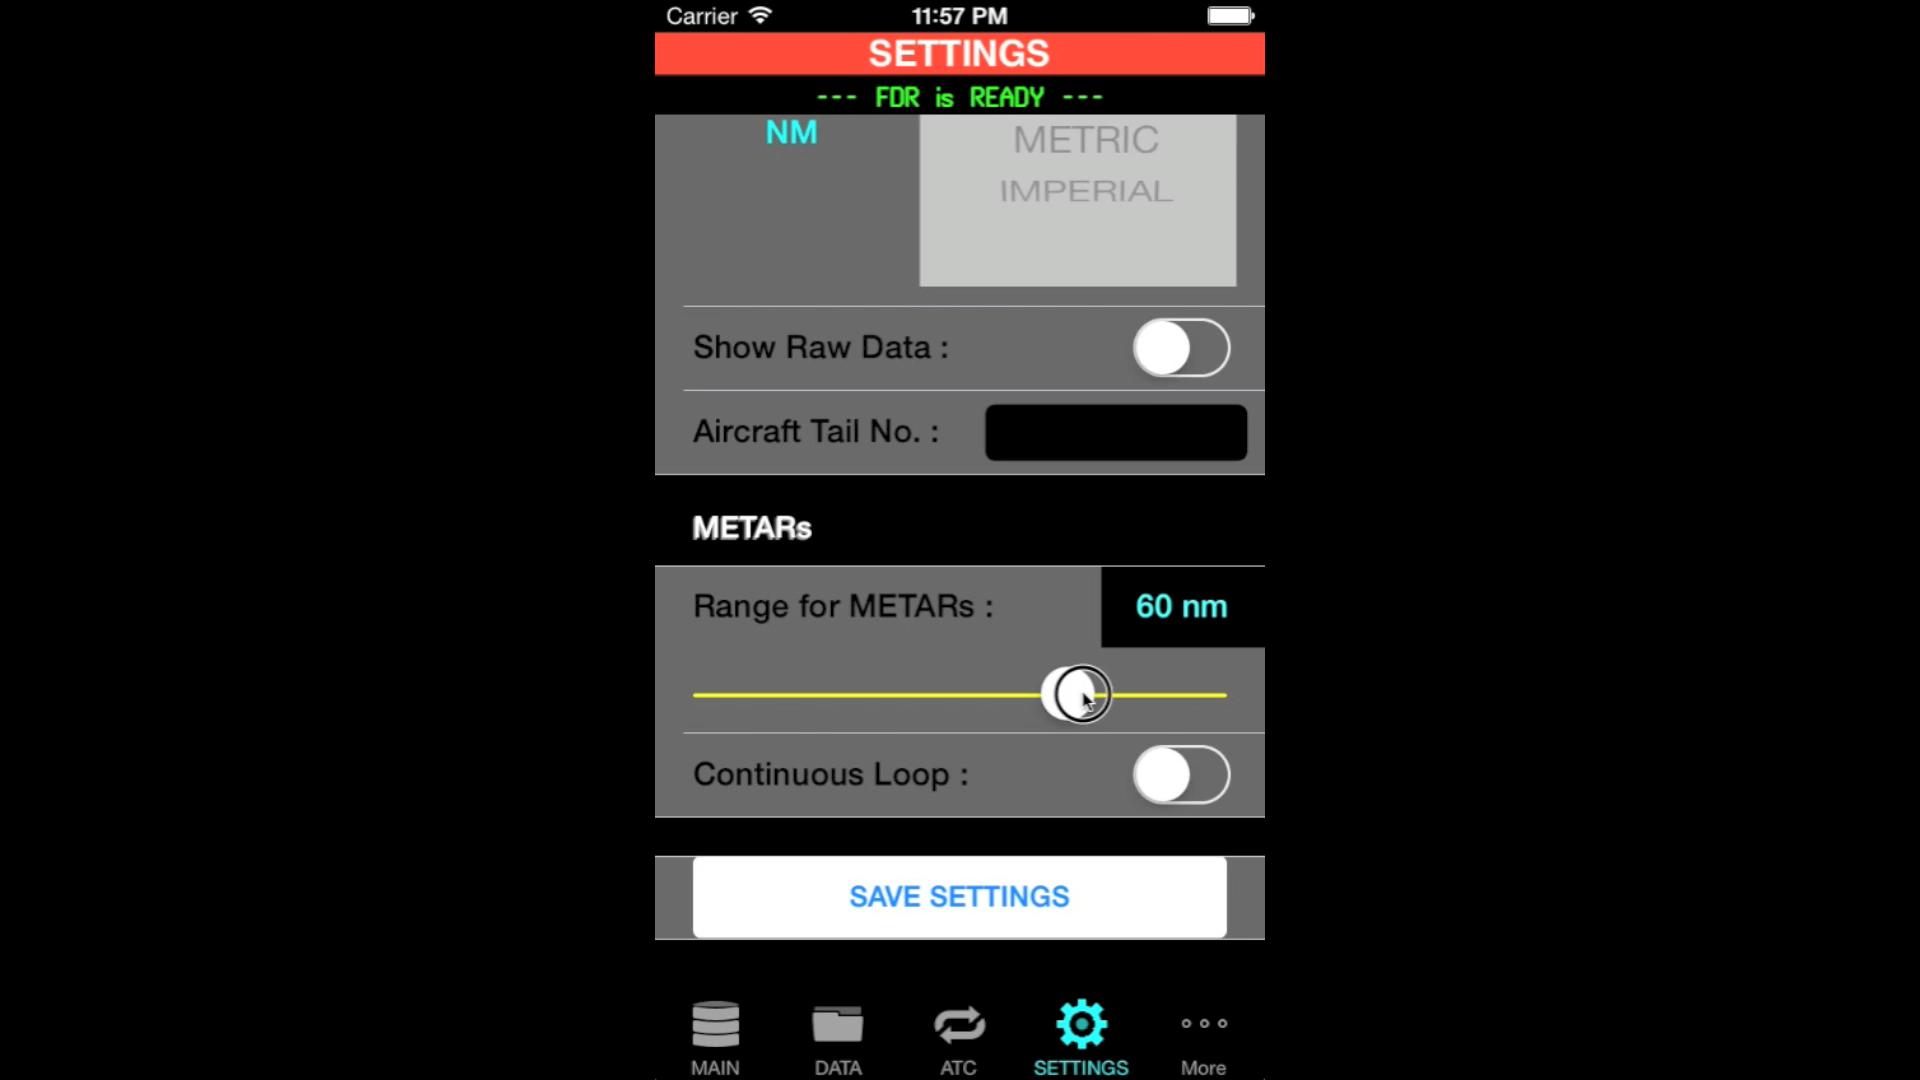 Carrier 11:57 PM
SETTINGS
--- FDR is READY ---
NM
METRIC
IMPERIAL
Show Raw Data :
Aircraft Tail No. :
METARs
Range for METARs : 60 nm
Continuous Loop :
SAVE SETTINGS
MAIN DATA ATC SETTINGS More